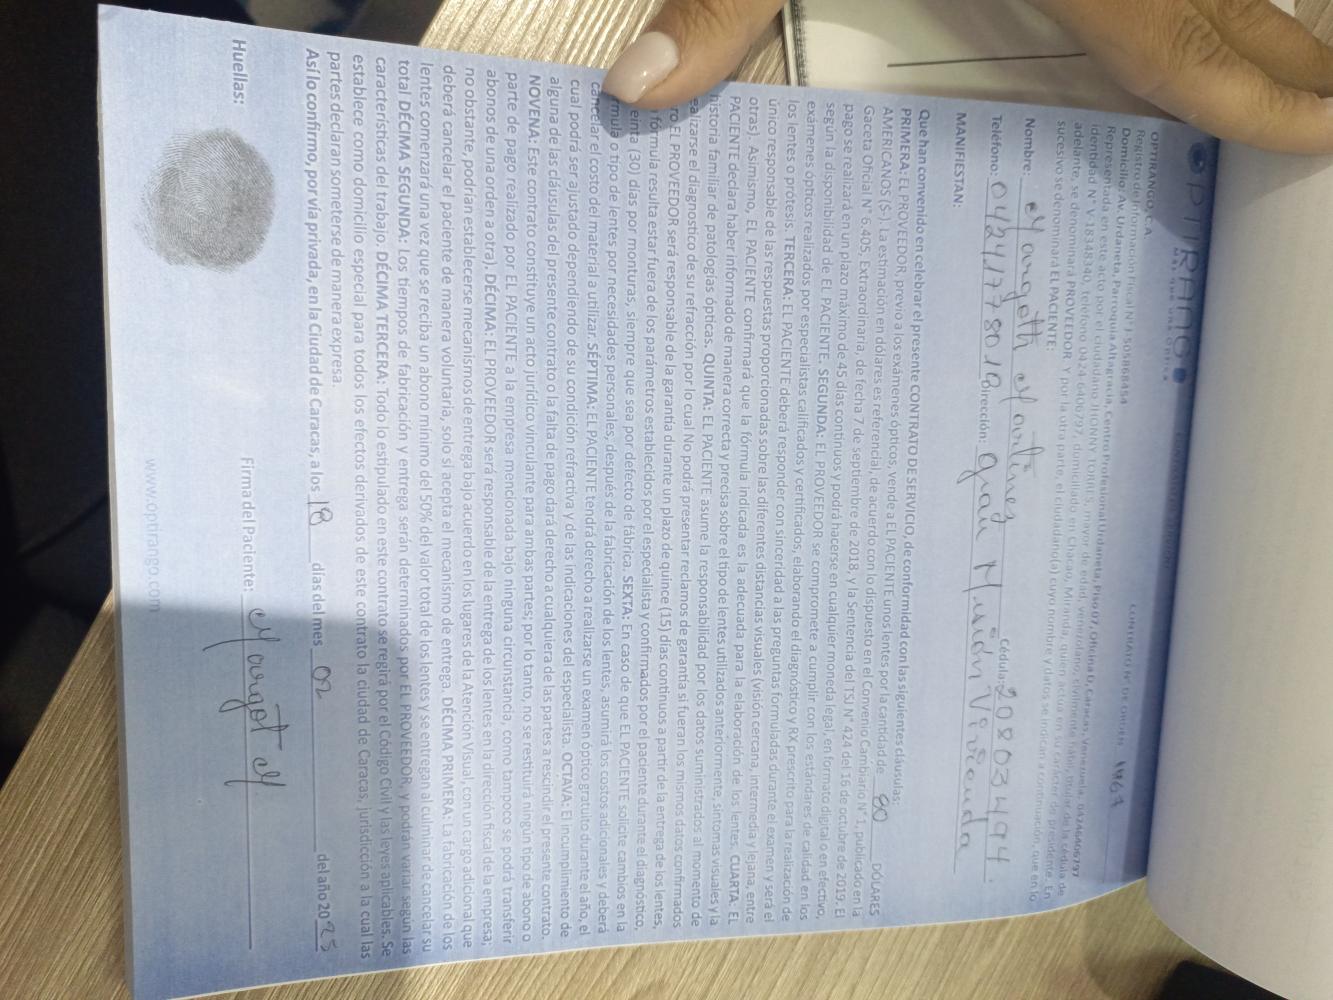 OPTIRANGO
MÁS QUE UNA ÓPTICA
CONTRATO N° DE ORDEN 1464
OPTIRANGO C.A.
Registro de Información Fiscal N° J-505868454
Domicilio: Av. Urdaneta, Parroquia Altagracia, Centro Profesional Urdaneta, Piso 07, Oficina D, Caracas, Venezuela. 04246406797
Representada en este acto por el ciudadano JHONNY TORRES, mayor de edad, venezolano, civilmente hábil, titular de la cédula de
identidad N° V-18348340, teléfono 0424-6406797, domiciliado en Chacao, Miranda, quien actúa en su carácter de presidente. En
adelante, se denominará PROVEEDOR. Y por la otra parte, el ciudadano(a) cuyo nombre y datos se indicarán a continuación, que en lo
sucesivo se denominará EL PACIENTE:
Nombre: Mangoth Martinez Cédula: 20803494.
Teléfono: 04241778010 Dirección: gran Misión Vivienda
MANIFIESTAN:
Que han convenido en celebrar el presente CONTRATO DE SERVICIO, de conformidad con las siguientes cláusulas:
PRIMERA: EL PROVEEDOR, previo a los exámenes ópticos, vende a EL PACIENTE unos lentes por la cantidad de 80 DÓLARES
AMERICANOS ($-). La estimación en dólares es referencial, de acuerdo con lo dispuesto en el Convenio Cambiario N° 1, publicado en la
Gaceta Oficial N° 6.405, Extraordinaria, de fecha 7 de septiembre de 2018, y la Sentencia del TSJ N° 424 del 16 de octubre de 2019. El
pago se realizará en un plazo máximo de 45 días continuos y podrá hacerse en cualquier moneda legal, en formato digital o en efectivo,
según la disponibilidad de EL PACIENTE. SEGUNDA: EL PROVEEDOR se compromete a cumplir con los estándares de calidad en los
exámenes ópticos realizados por especialistas calificados y certificados, elaborando el diagnóstico y RX prescrito para la realización de
los lentes o prótesis. TERCERA: EL PACIENTE deberá responder con sinceridad a las preguntas formuladas durante el examen y será el
único responsable de las respuestas proporcionadas sobre las diferentes distancias visuales (visión cercana, intermedia y lejana, entre
otras). Asimismo, EL PACIENTE confirmará que la fórmula indicada es la adecuada para la elaboración de los lentes. CUARTA: EL
PACIENTE declara haber informado de manera correcta y precisa sobre el tipo de lentes utilizados anteriormente, síntomas visuales y la
historia familiar de patologías ópticas. QUINTA: EL PACIENTE asume la responsabilidad por los datos suministrados al momento de
realizarse el diagnostico de su refracción por lo cual No podrá presentar reclamos de garantía si fueran los mismos datos confirmados
EL PROVEEDOR será responsable de la garantía durante un plazo de quince (15) días continuos a partir de la entrega de los lentes,
(30) días por monturas, siempre que sea por defecto de fábrica. SEXTA: En caso de que EL PACIENTE solicite cambios en la
fórmula resulta estar fuera de los parámetros establecidos por el especialista y confirmados por el paciente durante el diagnóstico,
o tipo de lentes por necesidades personales, después de la fabricación de los lentes, asumirá los costos adicionales y deberá
cancelar el costo del material a utilizar. SÉPTIMA: EL PACIENTE tendrá derecho a realizarse un examen óptico gratuito durante el año, el
cual podrá ser ajustado dependiendo de su condición refractiva y de las indicaciones del especialista. OCTAVA: El incumplimiento de
alguna de las cláusulas del presente contrato o la falta de pago dará derecho a cualquiera de las partes a rescindir el presente contrato.
NOVENA: Este contrato constituye un acto jurídico vinculante para ambas partes; por lo tanto, no se restituirá ningún tipo de abono o
parte de pago realizado por EL PACIENTE a la empresa mencionada bajo ninguna circunstancia, como tampoco se podrá transferir
abonos de una orden a otra). DÉCIMA: EL PROVEEDOR será responsable de la entrega de los lentes en la dirección fiscal de la empresa;
no obstante, podrían establecerse mecanismos de entrega bajo acuerdo en los lugares de la Atención Visual, con un cargo adicional que
deberá cancelar el paciente de manera voluntaria, solo si acepta el mecanismo de entrega. DÉCIMA PRIMERA: La fabricación de los
lentes comenzará una vez que se reciba un abono mínimo del 50% del valor total de los lentes y se entregan al culminar de cancelar su
total DÉCIMA SEGUNDA: Los tiempos de fabricación y entrega serán determinados por EL PROVEEDOR, y podrán variar según las
características del trabajo. DÉCIMA TERCERA: Todo lo estipulado en este contrato se regirá por el Código Civil y las leyes aplicables. Se
establece como domicilio especial para todos los efectos derivados de este contrato la ciudad de Caracas, jurisdicción a la cual las
partes declaran someterse de manera expresa.
Así lo confirmo, por vía privada, en la Ciudad de Caracas, a los 18 días del mes 02 del año 2025
Huellas:
Firma del Paciente: Margot M.
www.optirango.com